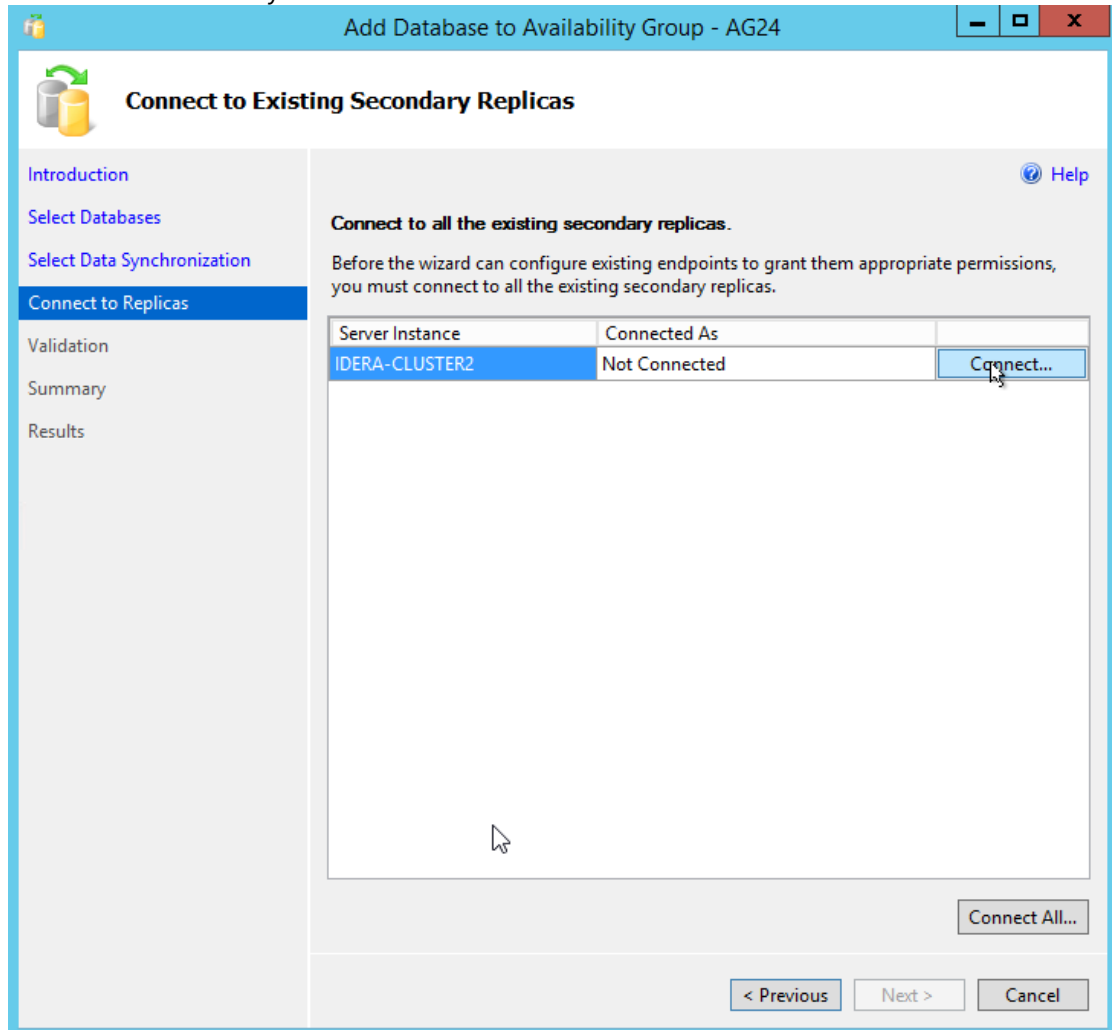 Add Database to Availability Group - AG24
x
Connect to Existing Secondary Replicas
Introduction
Select Databases
Select Data Synchronization
Connect to Replicas
Validation
Summary
Results
Help
Connect to all the existing secondary replicas.
Before the wizard can configure existing endpoints to grant them appropriate permissions,
you must connect to all the existing secondary replicas.
Server Instance Connected As
IDERA-CLUSTER2 Not Connected Connect...
Connect All...
< Previous Next > Cancel